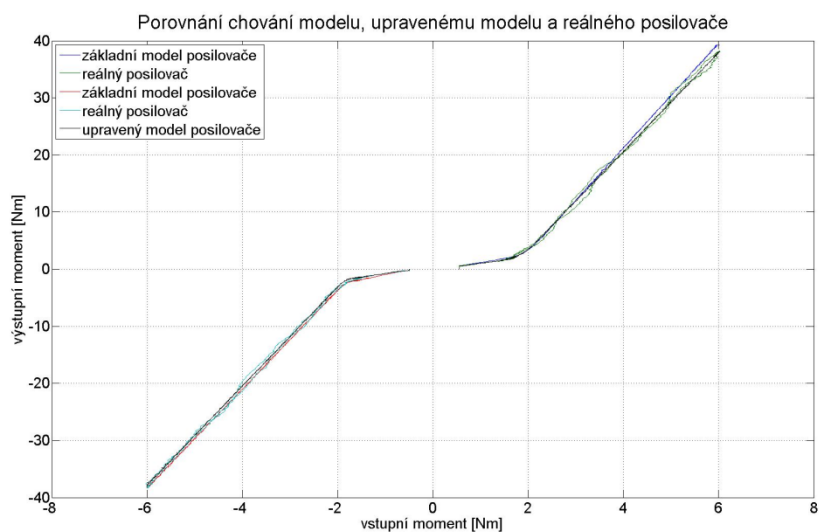 Porovnání chování modelu, upravenému modelu a reálného posilovače
základní model posilovače
reálný posilovač
základní model posilovače
reálný posilovač
upravený model posilovače
výstupní moment [Nm]
40
30
20
10
0
-10
-20
-30
-40
-8
-6
-4
-2
0
2
4
6
8
vstupní moment [Nm]